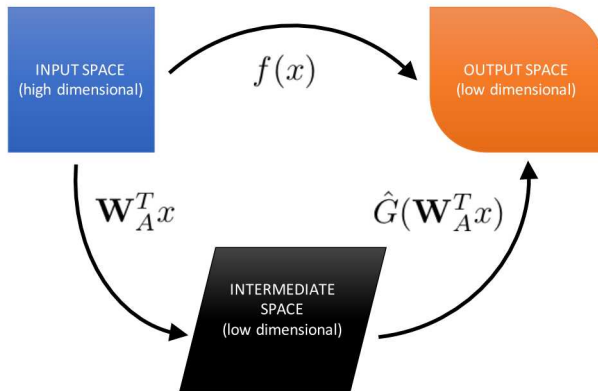 INPUT SPACE
(high dimensional)
f(x)
OUTPUT SPACE
(low dimensional)
𝐖_A^T x
Ĝ(𝐖_A^T x)
INTERMEDIATE
SPACE
(low dimensional)